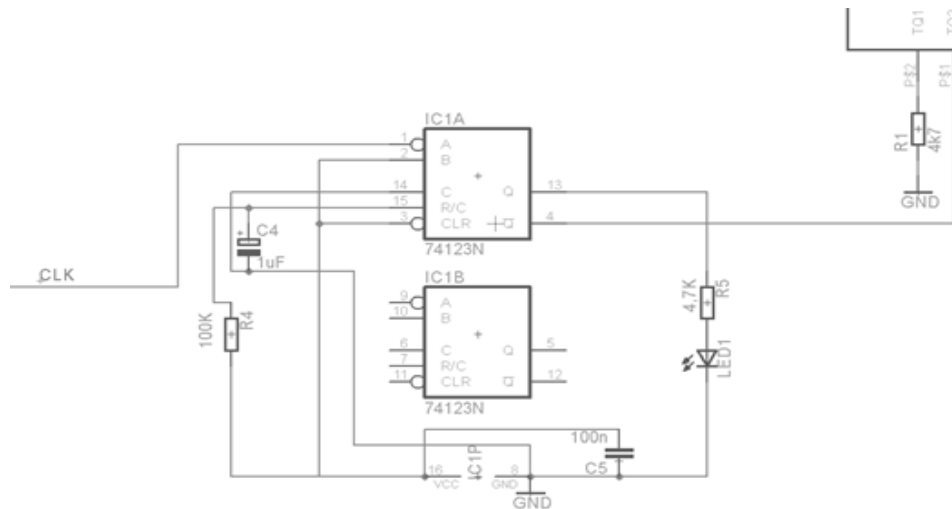 TQ1
TQ2
P$2
P$1
R1
4k7
GND
IC1A
1
A
2
B
14
C
Q
13
15
R/C
3
CLR
Q
4
74123N
C4
+
1uF
CLK
100K
R4
IC1B
9
A
10
B
6
C
Q
5
7
R/C
11
CLR
Q
12
74123N
4,7K
R5
LED1
100n
C5
16
VCC
IC1P
8
GND
GND